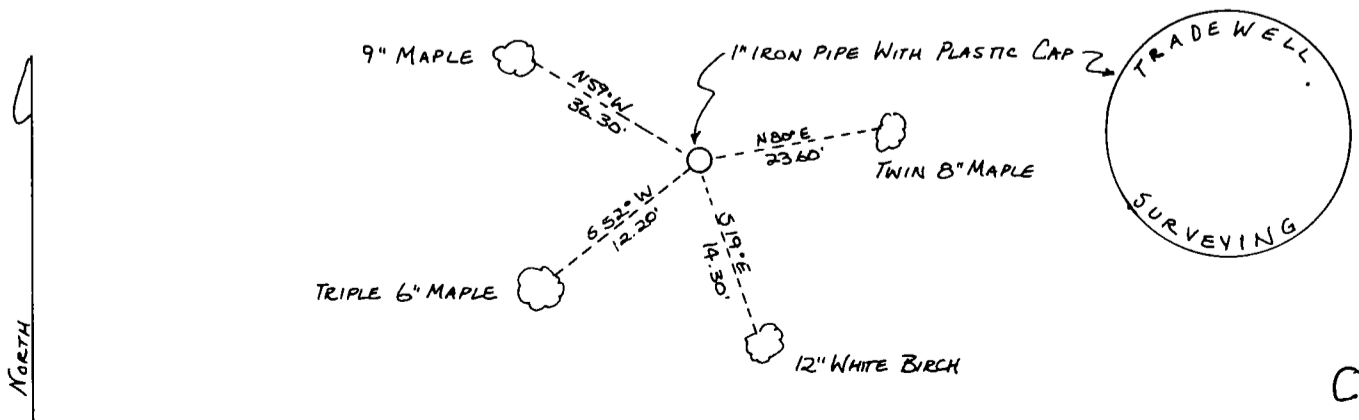 9" MAPLE
1" IRON PIPE WITH PLASTIC CAP
TRADEWELL
N59°W
36.30'
N80°E
23.60'
TWIN 8" MAPLE
S52°W
12.20'
S19°E
14.30'
SURVEYING
TRIPLE 6" MAPLE
12" WHITE BIRCH
NORTH
C